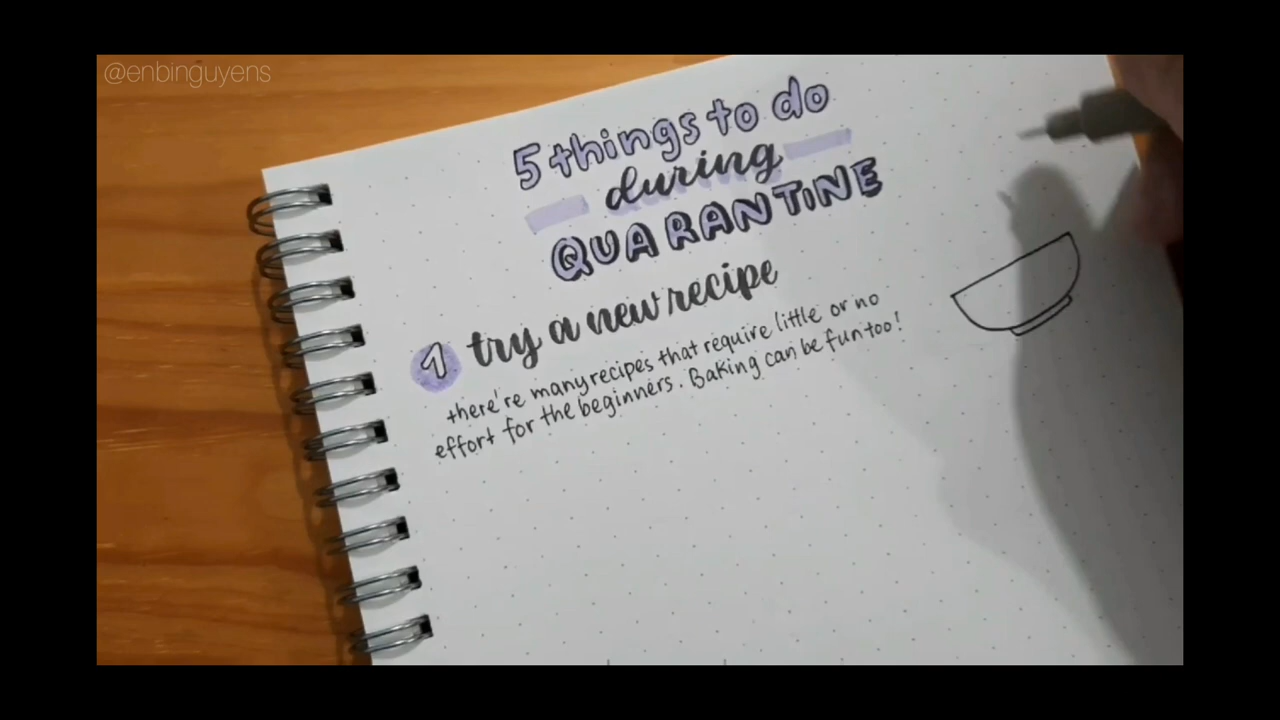 @enbinguyens
5 things to do
during
QUARANTINE
1 try a new recipe
there're many recipes that require little or no
effort for the beginners. Baking can be fun too!